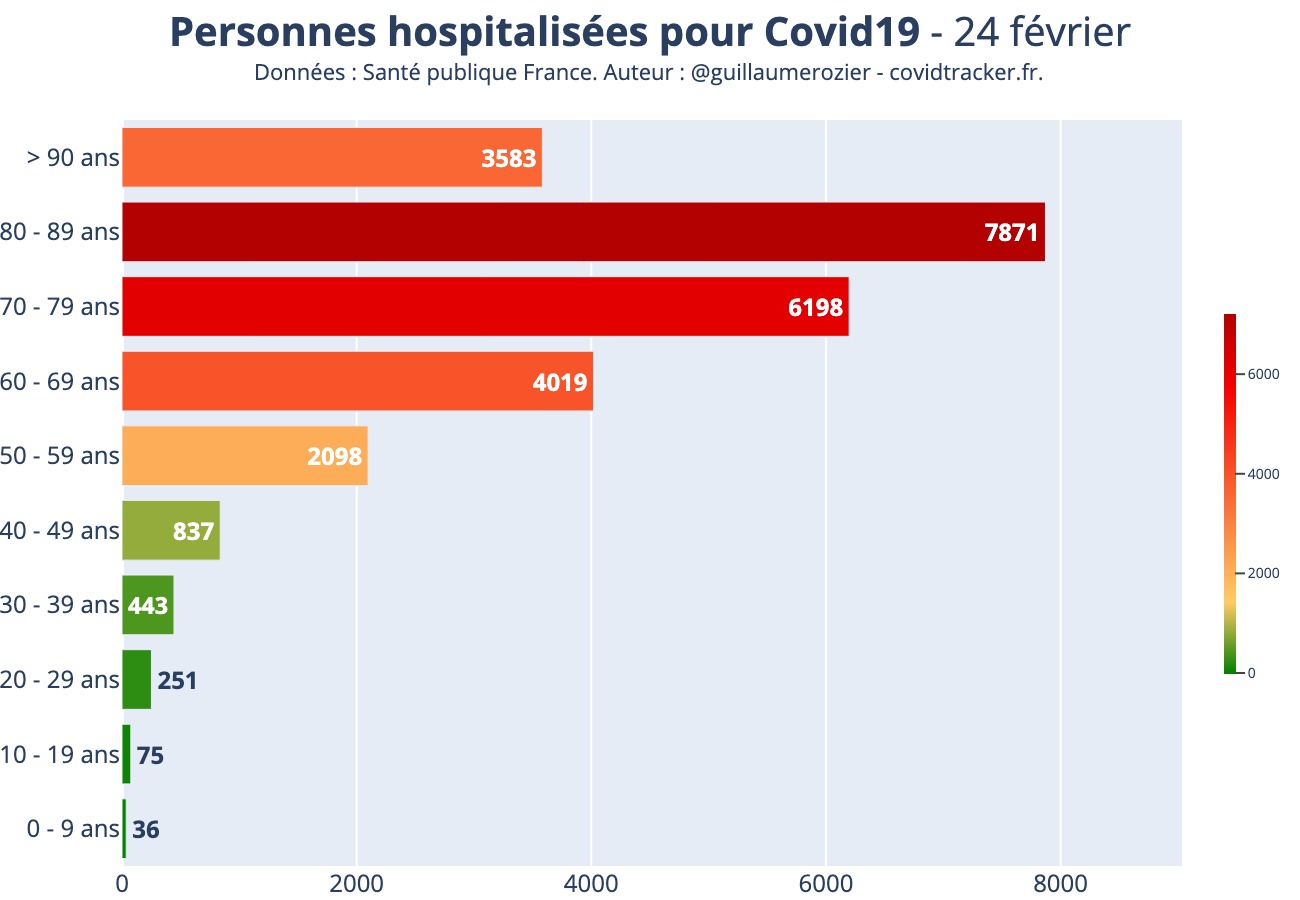 Personnes hospitalisées pour Covid19 - 24 février
Données : Santé publique France. Auteur : @guillaumerozier - covidtracker.fr.
> 90 ans 3583
80 - 89 ans 7871
70 - 79 ans 6198
60 - 69 ans 4019
50 - 59 ans 2098
40 - 49 ans 837
30 - 39 ans 443
20 - 29 ans 251
10 - 19 ans 75
0 - 9 ans 36
0 2000 4000 6000 8000
6000
4000
2000
0